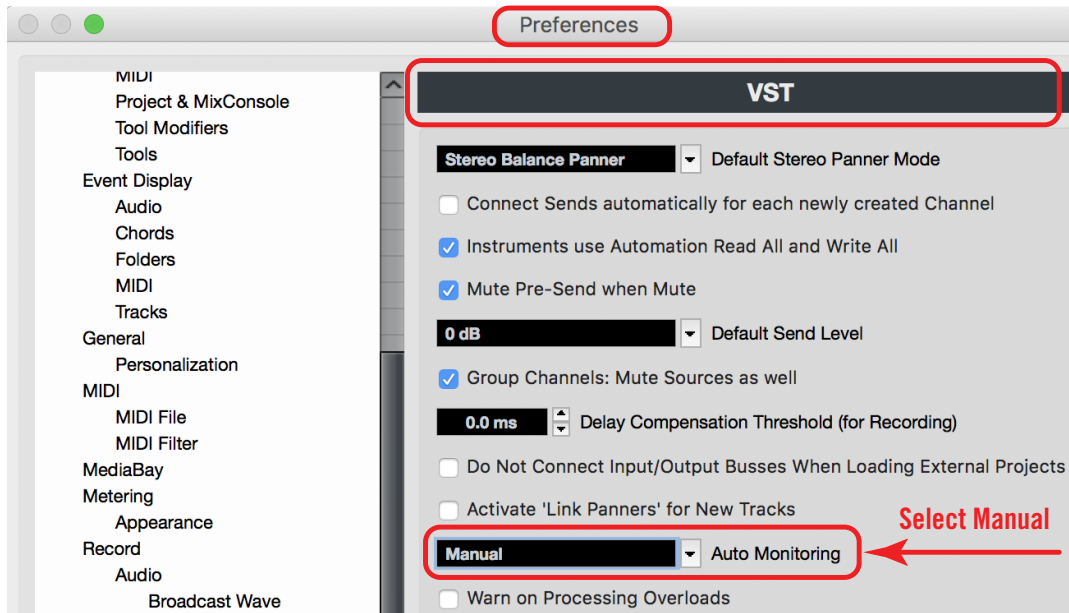 Preferences
MIDI
Project & MixConsole
Tool Modifiers
Tools
Event Display
Audio
Chords
Folders
MIDI
Tracks
General
Personalization
MIDI
MIDI File
MIDI Filter
MediaBay
Metering
Appearance
Record
Audio
Broadcast Wave
VST
Stereo Balance Panner Default Stereo Panner Mode
Connect Sends automatically for each newly created Channel
Instruments use Automation Read All and Write All
Mute Pre-Send when Mute
0 dB Default Send Level
Group Channels: Mute Sources as well
0.0 ms Delay Compensation Threshold (for Recording)
Do Not Connect Input/Output Busses When Loading External Projects
Activate 'Link Panners' for New Tracks
Select Manual
Manual Auto Monitoring
Warn on Processing Overloads